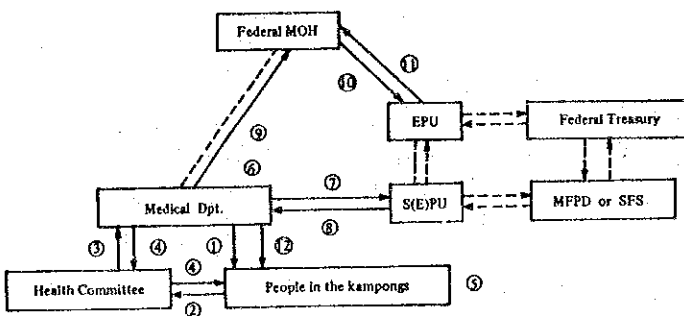 Federal MOH
⑪
⑩
EPU
Federal Treasury
⑨
⑥
⑦
Medical Dpt.
S(E)PU
MFPD or SFS
⑧
③
④
①
⑫
④
Health Committee
People in the kampongs
⑤
②